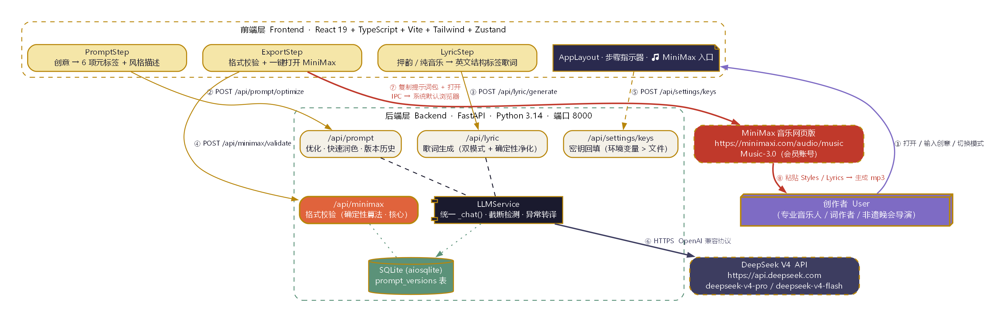 前端层 Frontend · React 19 + TypeScript + Vite + Tailwind + Zustand
PromptStep
创意 → 6 项元标签 + 风格描述
ExportStep
格式校验 + 一键打开 MiniMax
LyricStep
押韵 / 纯音乐 → 英文结构标签歌词
AppLayout · 步骤指示器 · 🎵 MiniMax 入口
② POST /api/prompt/optimize
⑦ 复制提示词包 + 打开
IPC → 系统默认浏览器
③ POST /api/lyric/generate
⑤ POST /api/settings/keys
后端层 Backend · FastAPI · Python 3.14 · 端口 8000
④ POST /api/minimax/validate
/api/prompt
优化 · 快速润色 · 版本历史
/api/lyric
歌词生成（双模式 + 确定性净化）
/api/settings/keys
密钥回填（环境变量 > 文件）
MiniMax 音乐网页版
https://minimaxi.com/audio/music
Music-3.0（会员账号）
① 打开 / 输入创意 / 切换模式
⑧ 粘贴 Styles / Lyrics → 生成 mp3
/api/minimax
格式校验（确定性算法 · 核心）
LLMService
统一 _chat() · 截断检测 · 异常转译
创作者 User
（专业音乐人 / 词作者 / 非遗晚会导演）
⑥ HTTPS OpenAI 兼容协议
SQLite (aiosqlite)
prompt_versions 表
DeepSeek V4 API
https://api.deepseek.com
deepseek-v4-pro / deepseek-v4-flash